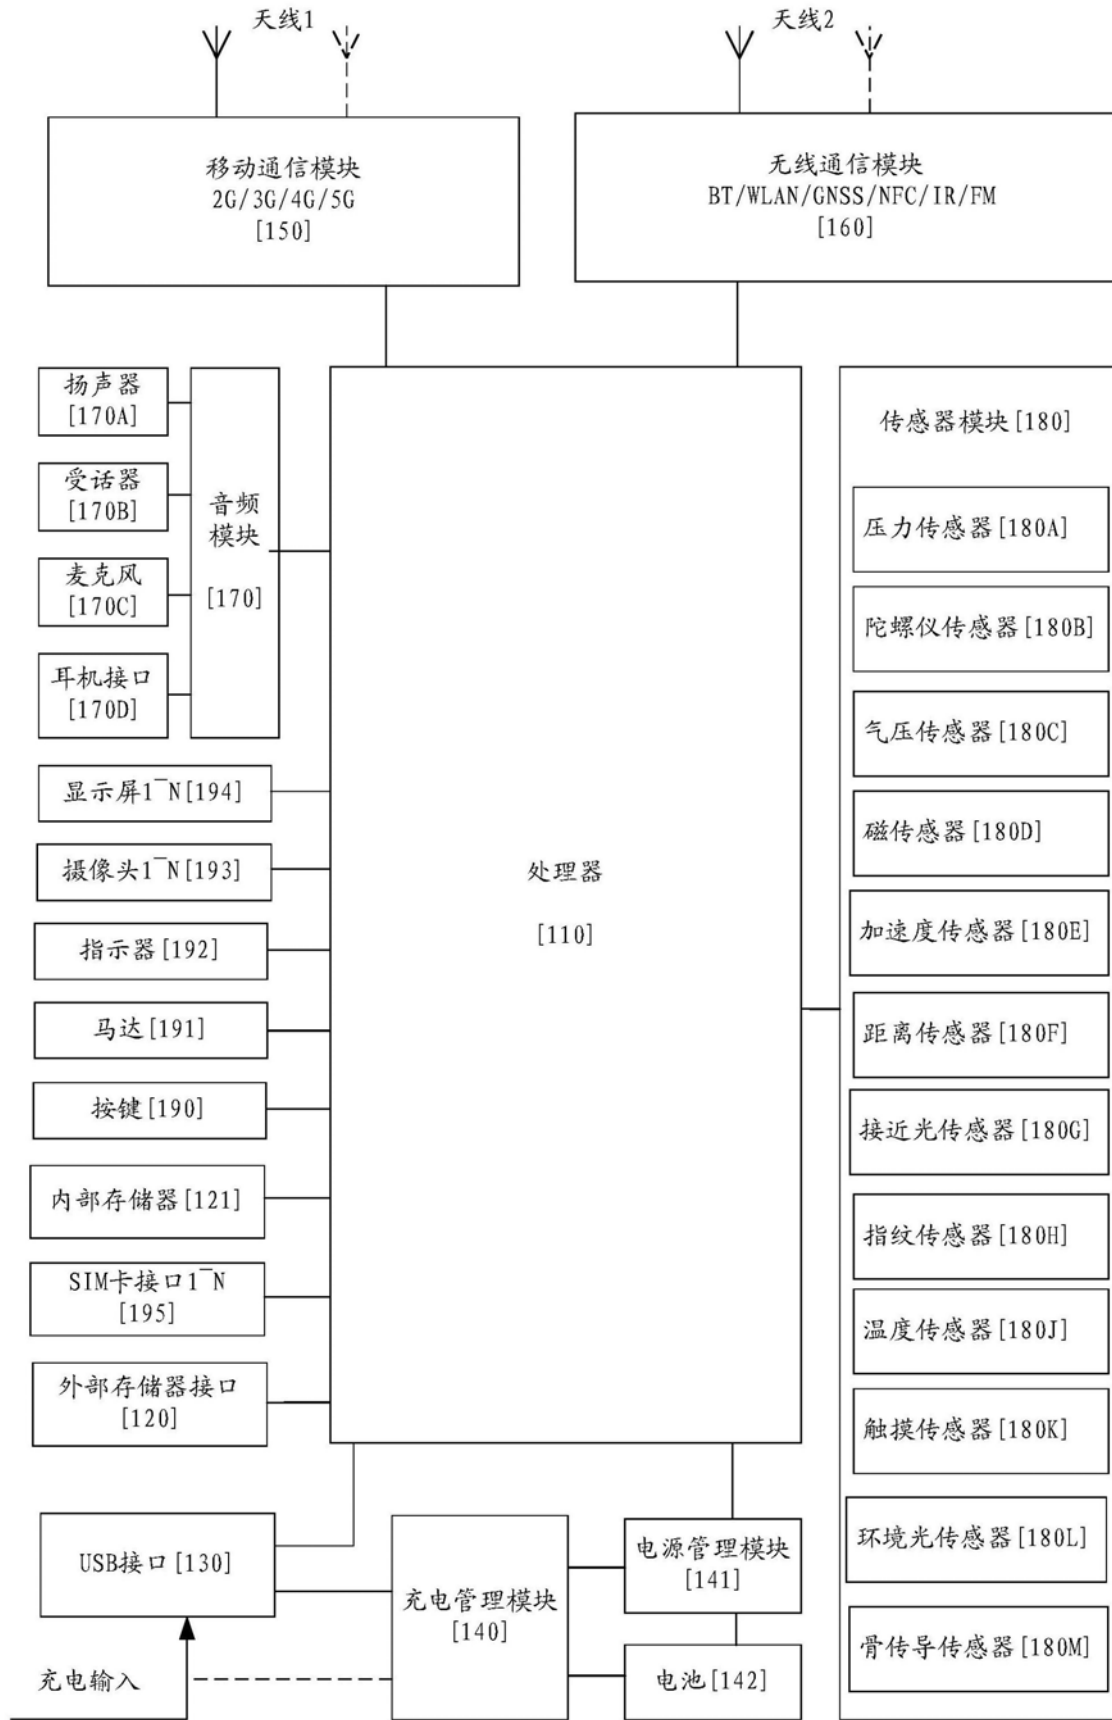 天线1
天线2
移动通信模块
2G/3G/4G/5G
[150]
无线通信模块
BT/WLAN/GNSS/NFC/IR/FM
[160]
扬声器
[170A]
受话器
[170B]
麦克风
[170C]
耳机接口
[170D]
音频
模块
[170]
显示屏1~N[194]
摄像头1~N[193]
指示器[192]
马达[191]
按键[190]
内部存储器[121]
SIM卡接口1~N
[195]
外部存储器接口
[120]
处理器
[110]
传感器模块[180]
压力传感器[180A]
陀螺仪传感器[180B]
气压传感器[180C]
磁传感器[180D]
加速度传感器[180E]
距离传感器[180F]
接近光传感器[180G]
指纹传感器[180H]
温度传感器[180J]
触摸传感器[180K]
环境光传感器[180L]
骨传导传感器[180M]
USB接口[130]
充电输入
充电管理模块
[140]
电源管理模块
[141]
电池[142]